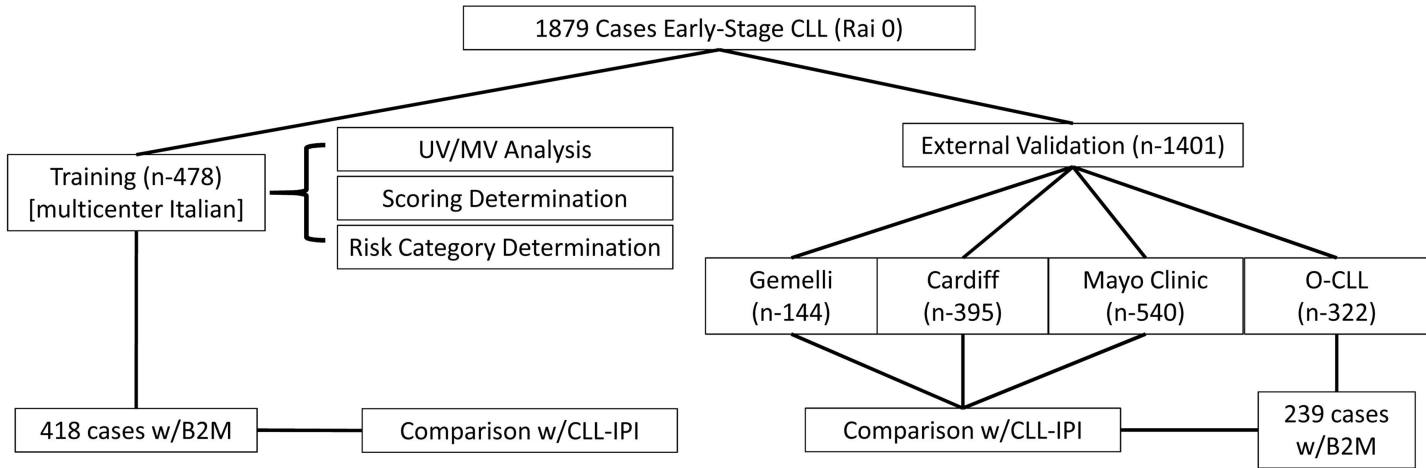 1879 Cases Early-Stage CLL (Rai 0)
Training (n-478)
[multicenter Italian]
UV/MV Analysis
Scoring Determination
Risk Category Determination
418 cases w/B2M
Comparison w/CLL-IPI
External Validation (n-1401)
Gemelli
(n-144)
Cardiff
(n-395)
Mayo Clinic
(n-540)
O-CLL
(n-322)
Comparison w/CLL-IPI
239 cases
w/B2M